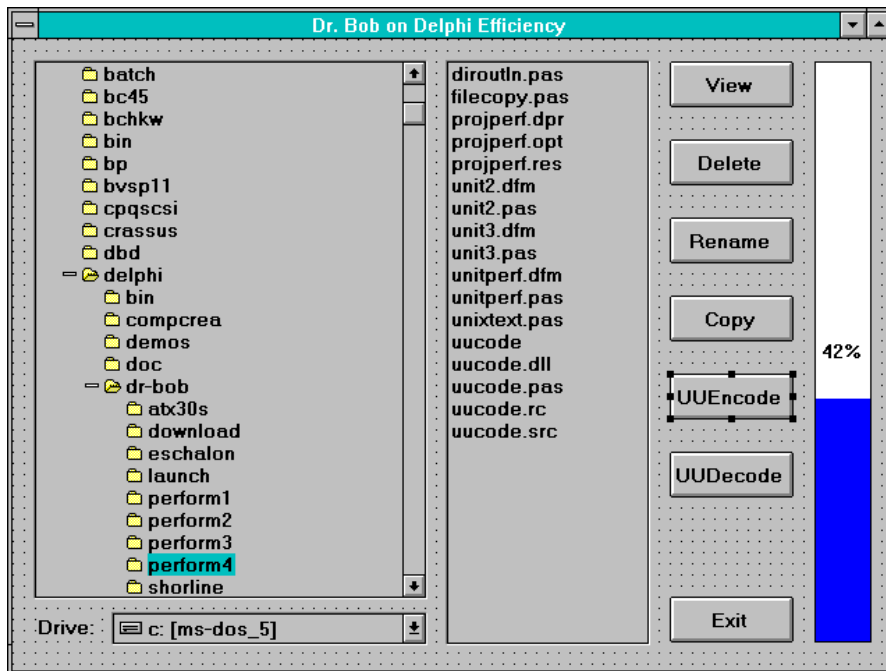 Dr. Bob on Delphi Efficiency
batch
bc45
bchkw
bin
bp
bvsp11
cpqscsi
crassus
dbd
delphi
bin
compcrea
demos
doc
dr-bob
atx30s
download
eschalon
launch
perform1
perform2
perform3
perform4
shorline
Drive:
c: [ms-dos_5]
diroutln.pas
filecopy.pas
projperf.dpr
projperf.opt
projperf.res
unit2.dfm
unit2.pas
unit3.dfm
unit3.pas
unitperf.dfm
unitperf.pas
unixtext.pas
uucode
uucode.dll
uucode.pas
uucode.rc
uucode.src
View
Delete
Rename
Copy
UUEncode
UUDecode
Exit
42%